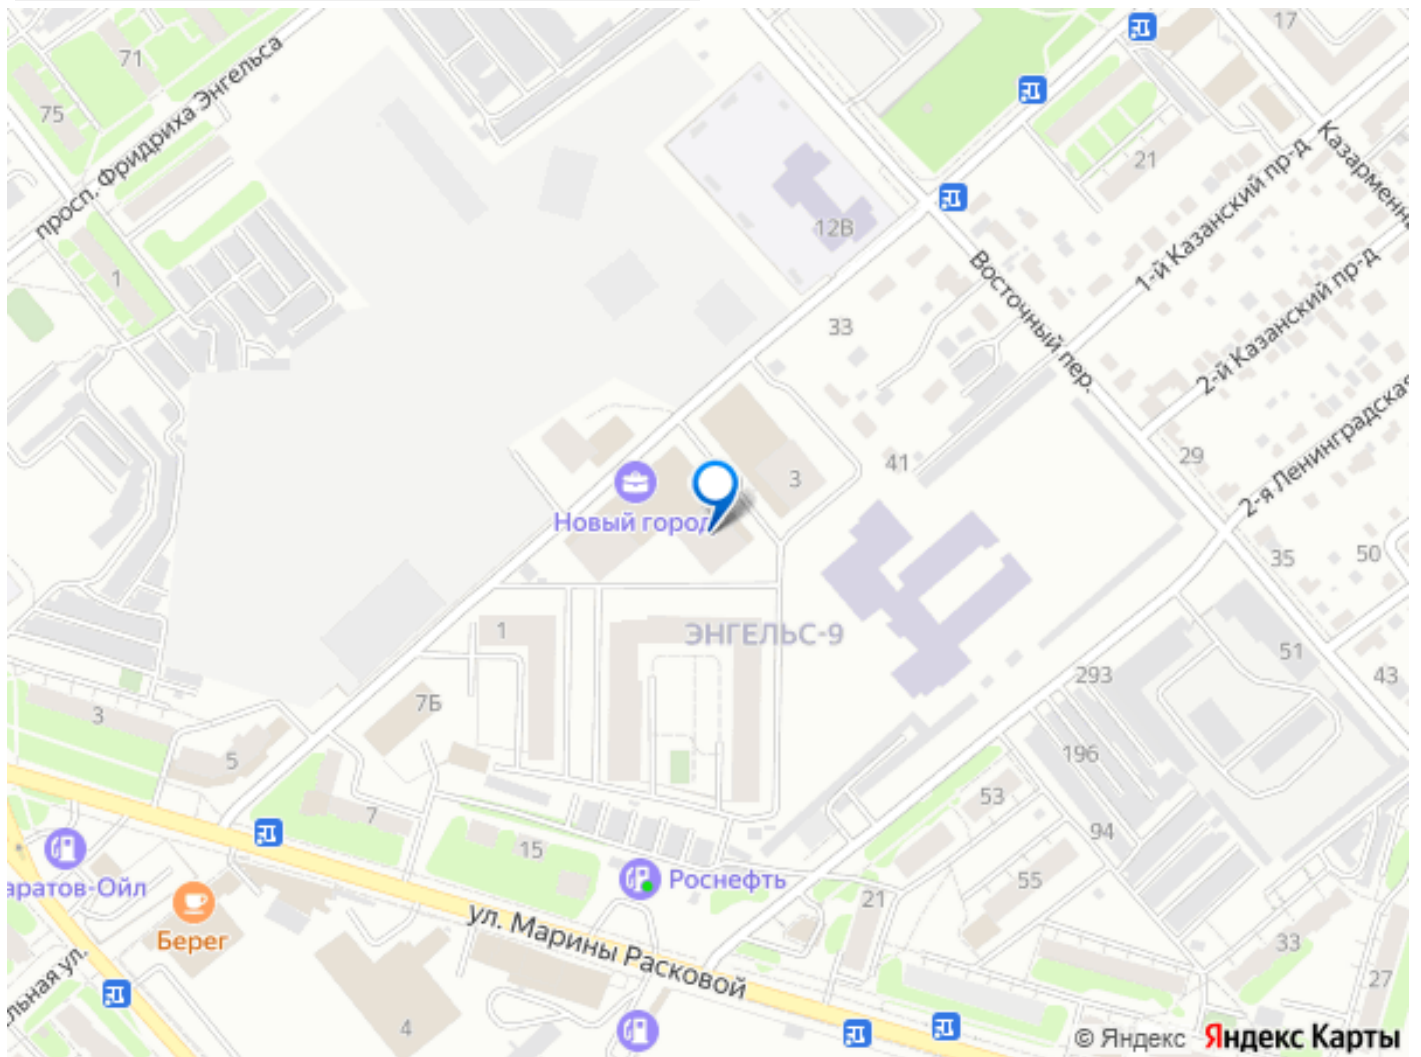 17
71
просп. Фридриха Энгельса
75
Казарменна
21
1-й Казанский пр-д
12В
Восточный пер.
2-й Казанский пр-д
1
33
2-я Ленинградская
29
41
3
Новый город
35
50
1
ЭНГЕЛЬС-9
51
293
43
7Б
3
5
196
53
7
94
15
аратов-Ойл
Роснефть
55
21
ул. Марины Расковой
Берег
33
льная ул.
27
4
© Яндекс Яндекс Карты